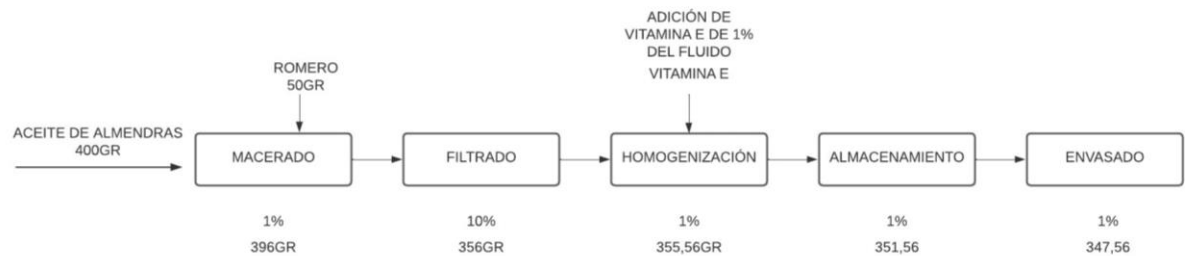 ADICIÓN DE
VITAMINA E DE 1%
DEL FLUIDO
VITAMINA E
ROMERO
50GR
ACEITE DE ALMENDRAS
400GR
MACERADO
FILTRADO
HOMOGENIZACIÓN
ALMACENAMIENTO
ENVASADO
1%
10%
1%
1%
1%
396GR
356GR
355,56GR
351,56
347,56